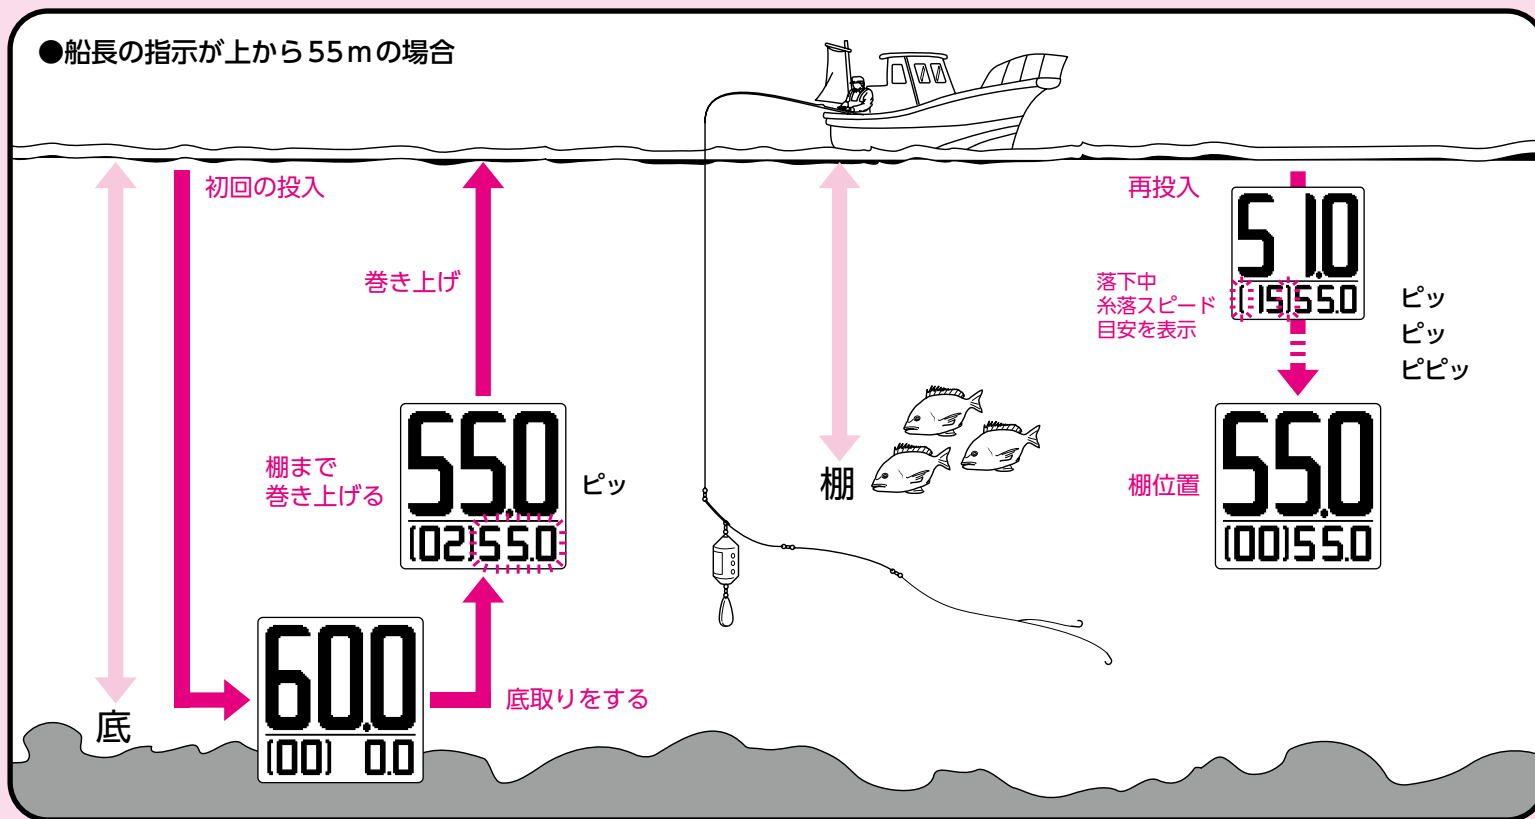 ●船長の指示が上から55mの場合
初回の投入
巻き上げ
棚まで
巻き上げる
55.0
(02)55.0
ピッ
60.0
(00) 0.0
底取りをする
底
棚
再投入
51.0
(15)55.0
落下中
糸落スピード
目安を表示
ピッ
ピッ
ピピッ
棚位置
55.0
(00)55.0